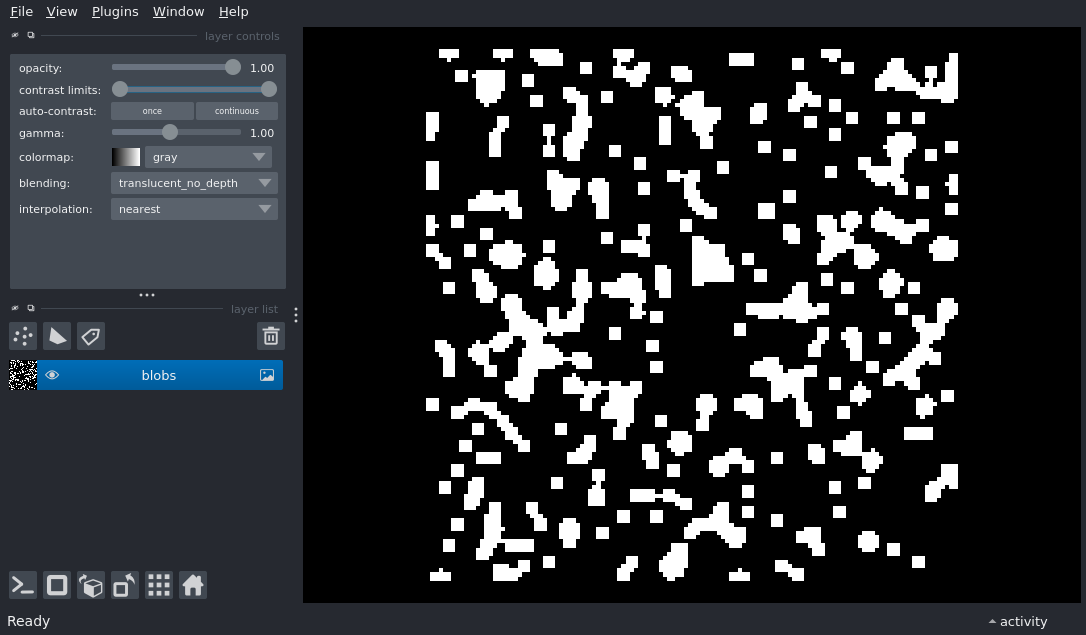 File View Plugins Window Help
layer controls
opacity: 1.00
contrast limits:
auto-contrast: once continuous
gamma: 1.00
colormap: gray
blending: translucent_no_depth
interpolation: nearest
layer list
blobs
Ready activity